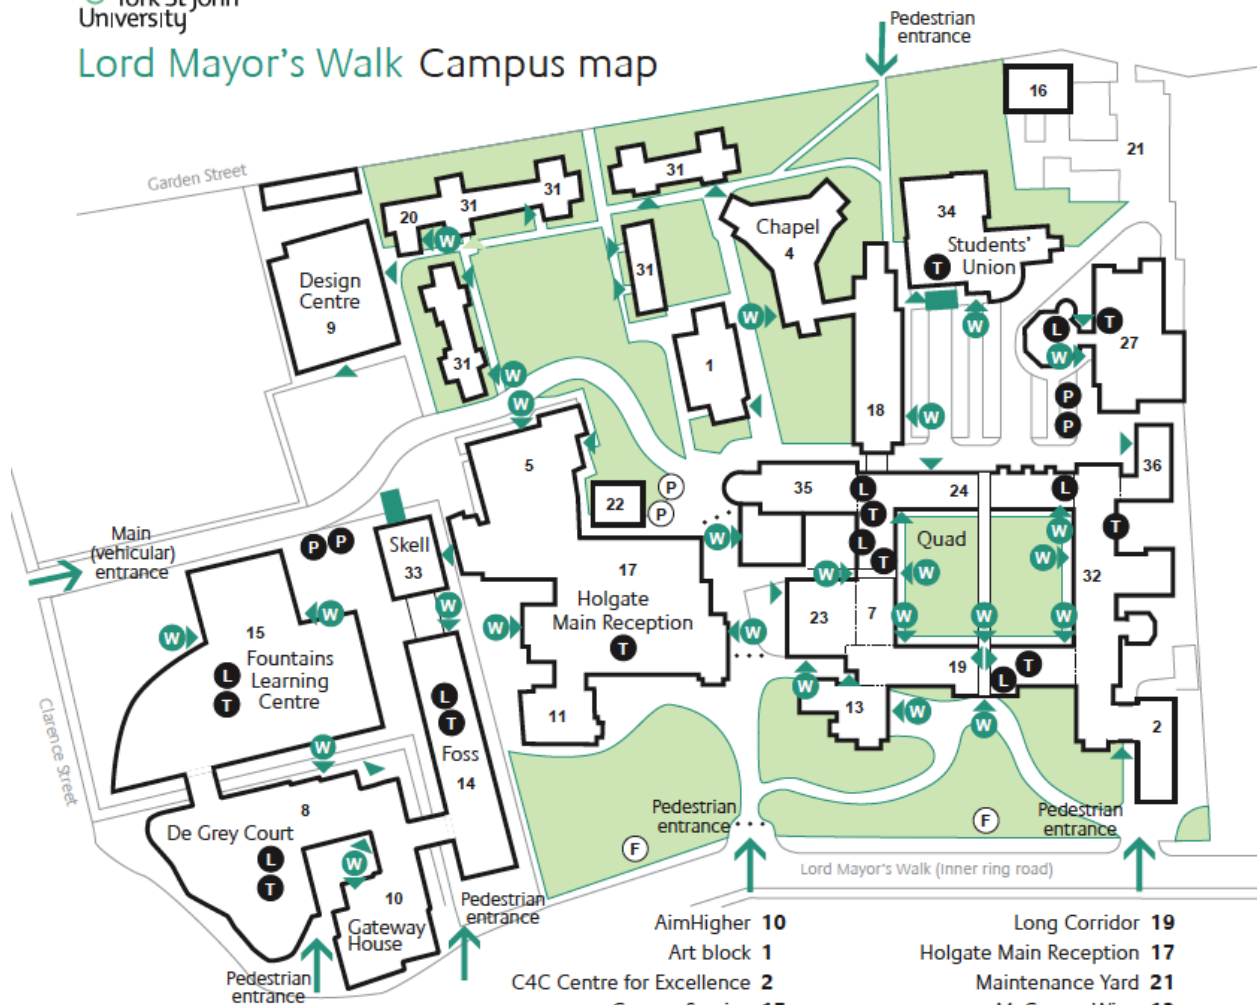 York St John
University
Lord Mayor's Walk Campus map
Pedestrian
entrance
16
21
Garden Street
31
31
31
20
34
Students'
Union
T
Chapel
4
W
Design
Centre
9
31
31
W
W
W
W
L
T
W
27
1
P
P
18
W
5
36
22
P
P
35
L
T
L
T
24
L
T
Main
(vehicular)
entrance
P
P
Skell
33
W
17
Holgate
Main Reception
T
W
W
W
Quad
W
W
W
32
W
W
W
23
7
W
W
15
Fountains
Learning
Centre
L
T
W
W
19
L
T
11
W
13
W
W
2
L
T
Foss
14
Clarence Street
W
8
De Grey Court
L
T
W
10
Gateway
House
Pedestrian
entrance
Pedestrian
entrance
F
F
Pedestrian
entrance
Lord Mayor's Walk (Inner ring road)
Pedestrian
entrance
AimHigher 10
Art block 1
C4C Centre for Excellence 2
Long Corridor 19
Holgate Main Reception 17
Maintenance Yard 21